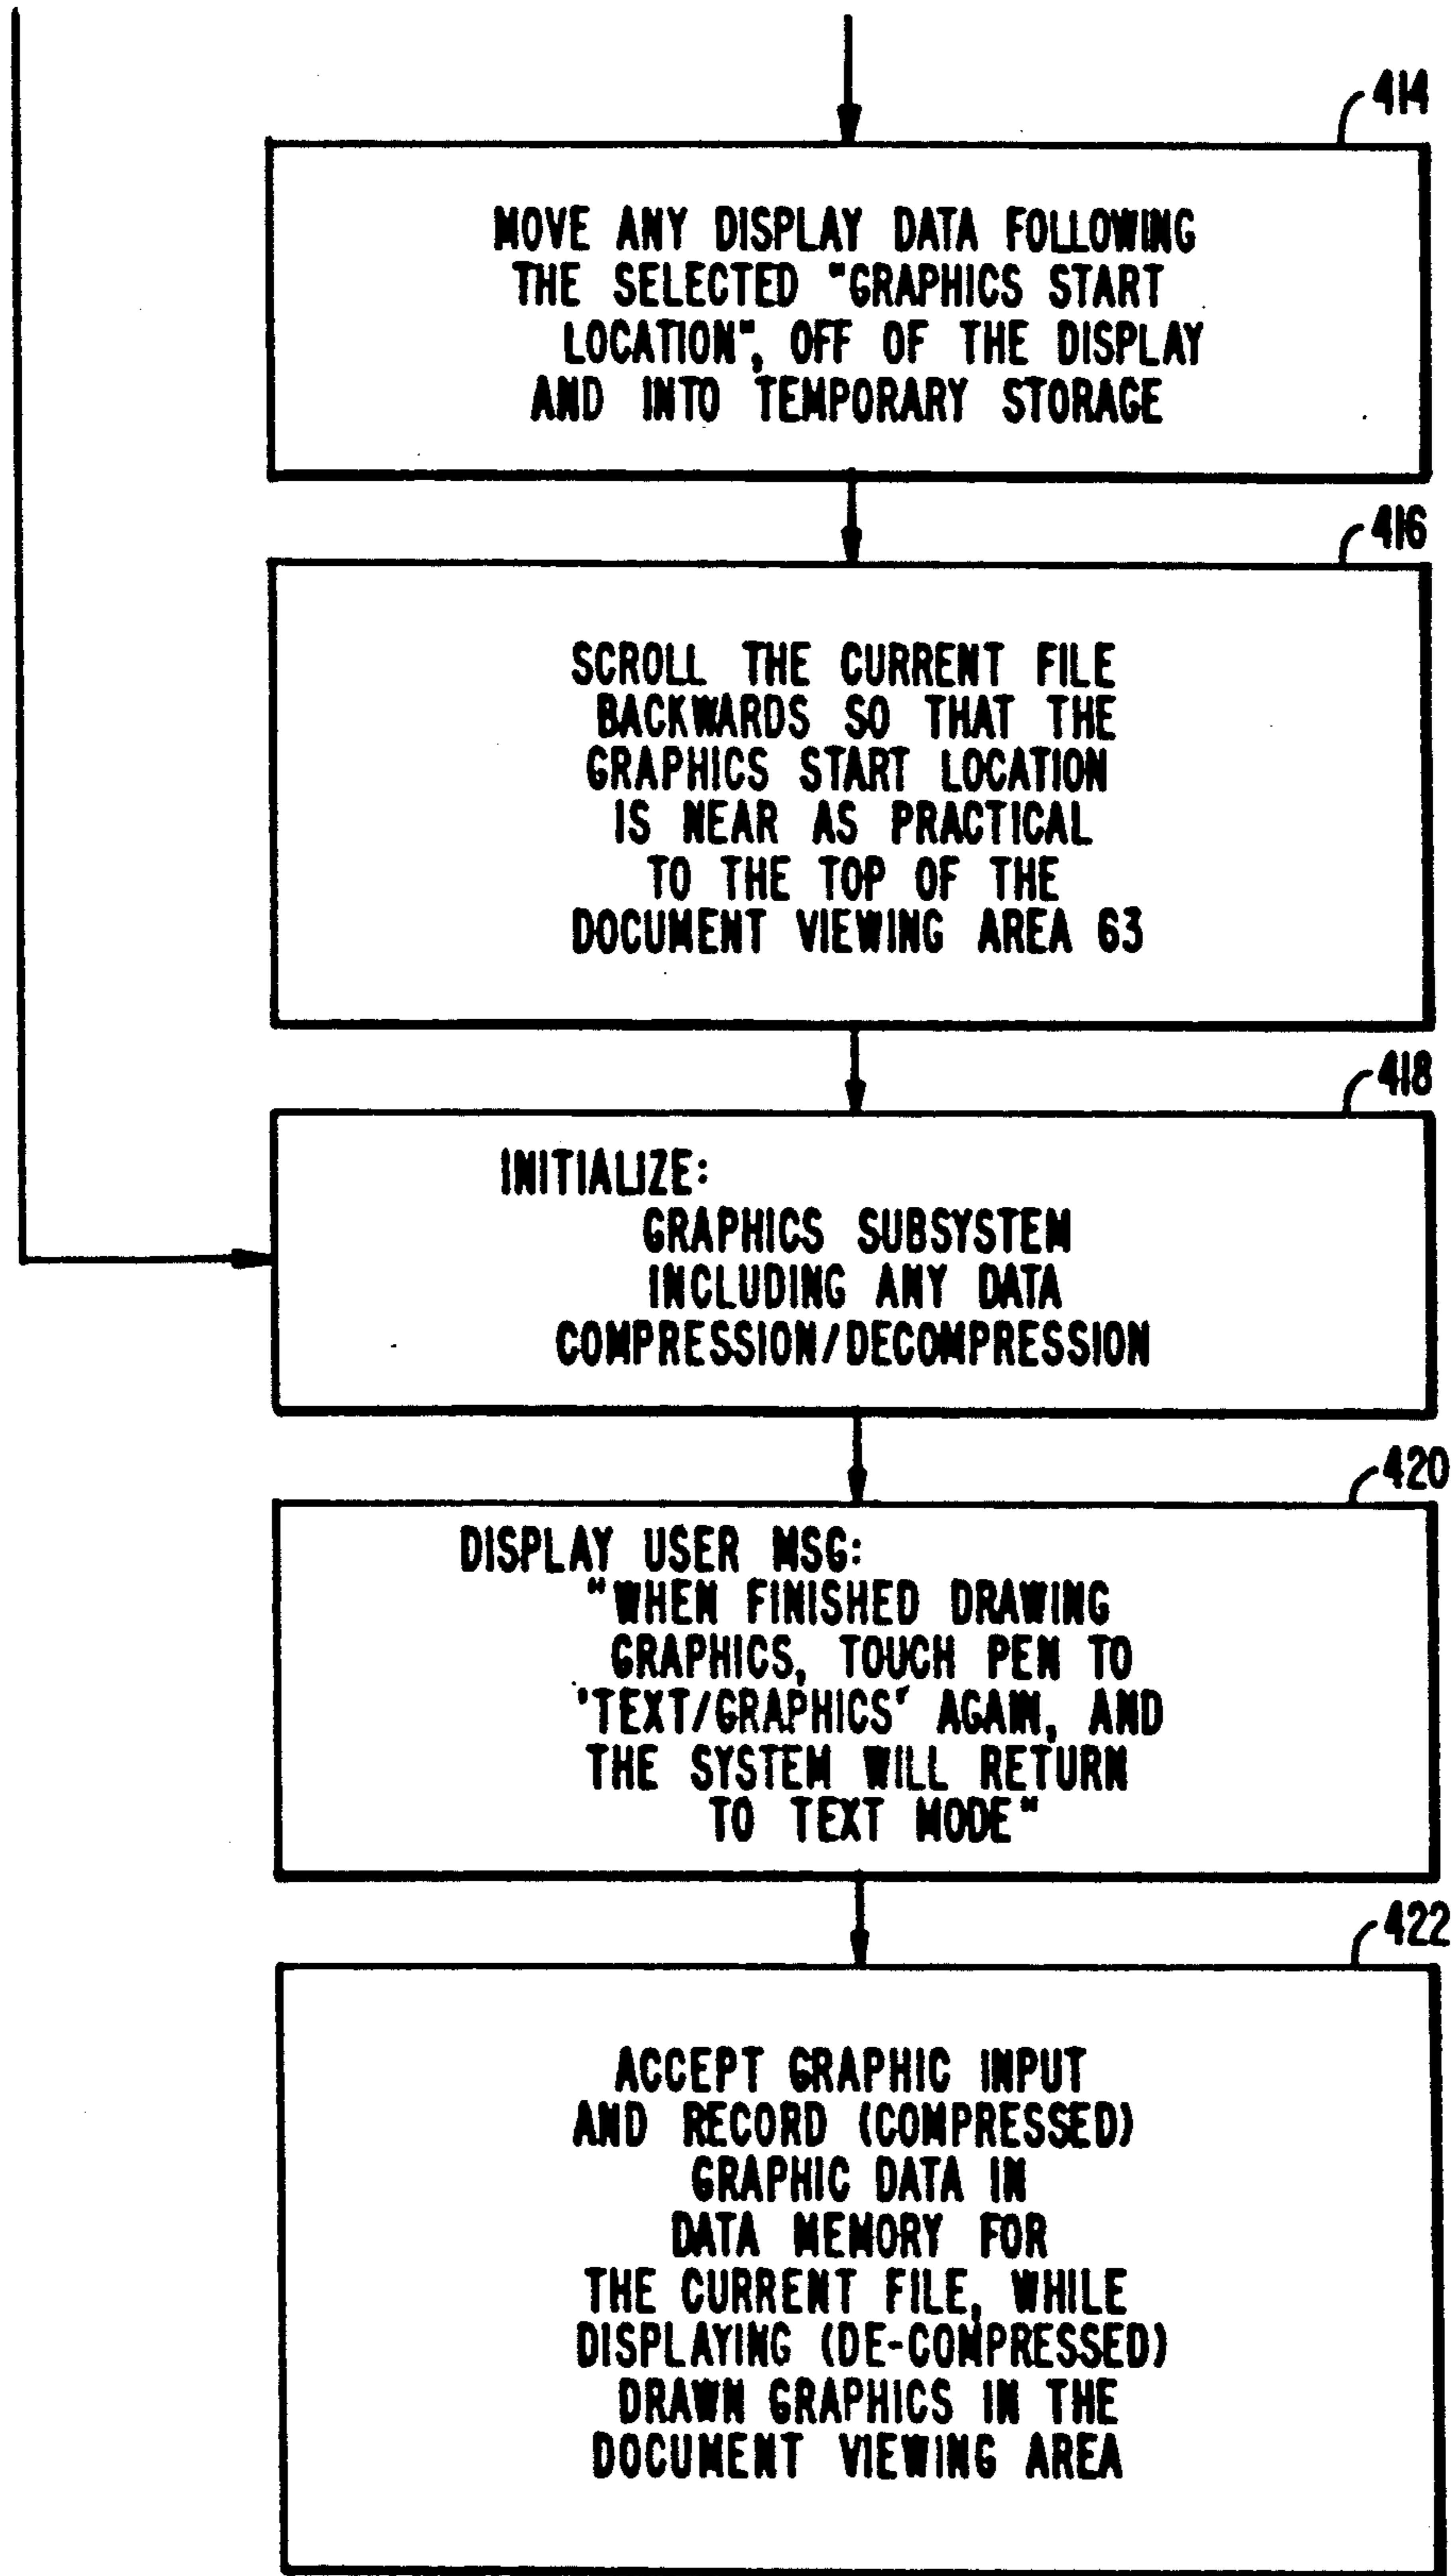 414
MOVE ANY DISPLAY DATA FOLLOWING
THE SELECTED "GRAPHICS START
LOCATION", OFF OF THE DISPLAY
AND INTO TEMPORARY STORAGE
416
SCROLL THE CURRENT FILE
BACKWARDS SO THAT THE
GRAPHICS START LOCATION
IS NEAR AS PRACTICAL
TO THE TOP OF THE
DOCUMENT VIEWING AREA 63
418
INITIALIZE:
GRAPHICS SUBSYSTEM
INCLUDING ANY DATA
COMPRESSION/DECOMPRESSION
420
DISPLAY USER MSG:
"WHEN FINISHED DRAWING
GRAPHICS, TOUCH PEN TO
'TEXT/GRAPHICS' AGAIN, AND
THE SYSTEM WILL RETURN
TO TEXT MODE"
422
ACCEPT GRAPHIC INPUT
AND RECORD (COMPRESSED)
GRAPHIC DATA IN
DATA MEMORY FOR
THE CURRENT FILE, WHILE
DISPLAYING (DE-COMPRESSED)
DRAWN GRAPHICS IN THE
DOCUMENT VIEWING AREA